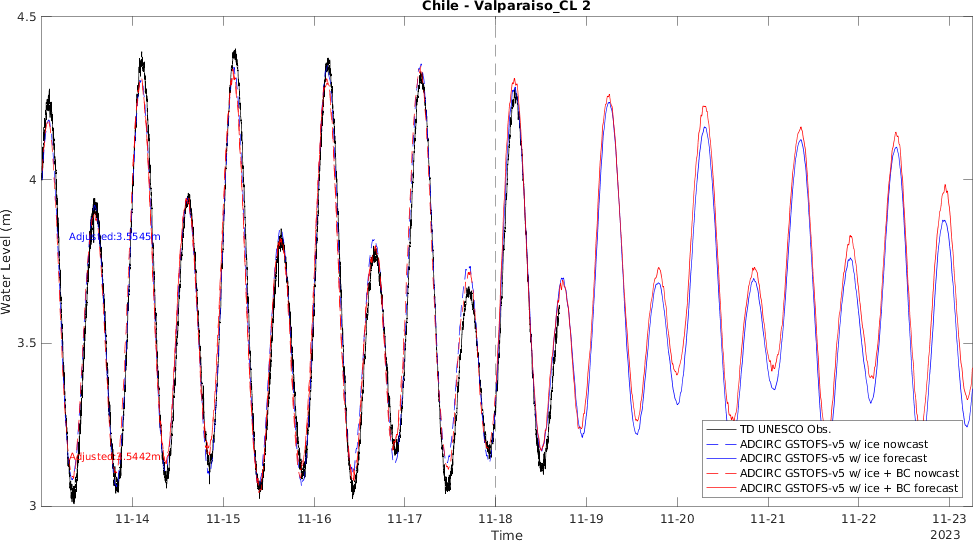 Chile - Valparaiso_CL 2
Water Level (m)
4.5
4
3.5
3
Adjusted:3.5545m
Adjusted:3.5442m
TD UNESCO Obs.
ADCIRC GSTOFS-v5 w/ ice nowcast
ADCIRC GSTOFS-v5 w/ ice forecast
ADCIRC GSTOFS-v5 w/ ice + BC nowcast
ADCIRC GSTOFS-v5 w/ ice + BC forecast
11-14 11-15 11-16 11-17 11-18 11-19 11-20 11-21 11-22 11-23
Time
2023